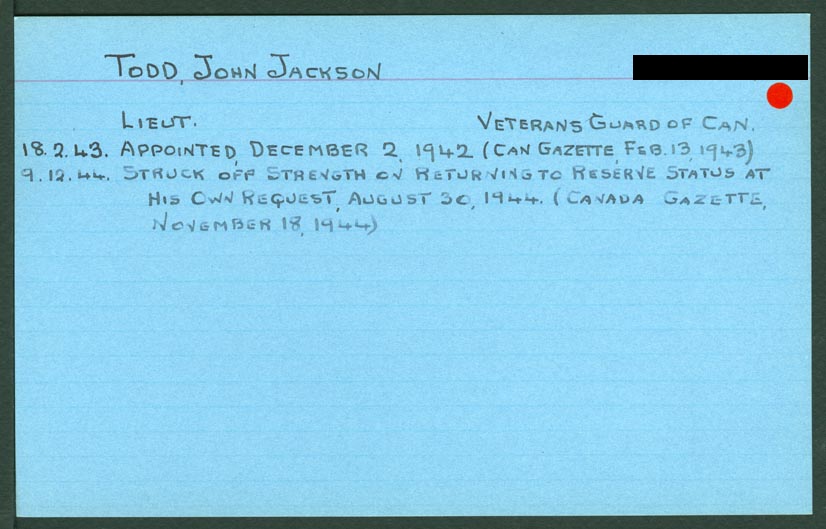 TODD, JOHN JACKSON
LIEUT. VETERANS GUARD OF CAN.
18.2.43. APPOINTED, DECEMBER 2, 1942 (CAN GAZETTE, FEB. 13, 1943)
9.12.44. STRUCK OFF STRENGTH ON RETURNING TO RESERVE STATUS AT
HIS OWN REQUEST, AUGUST 30, 1944. (CANADA GAZETTE,
NOVEMBER 18, 1944)